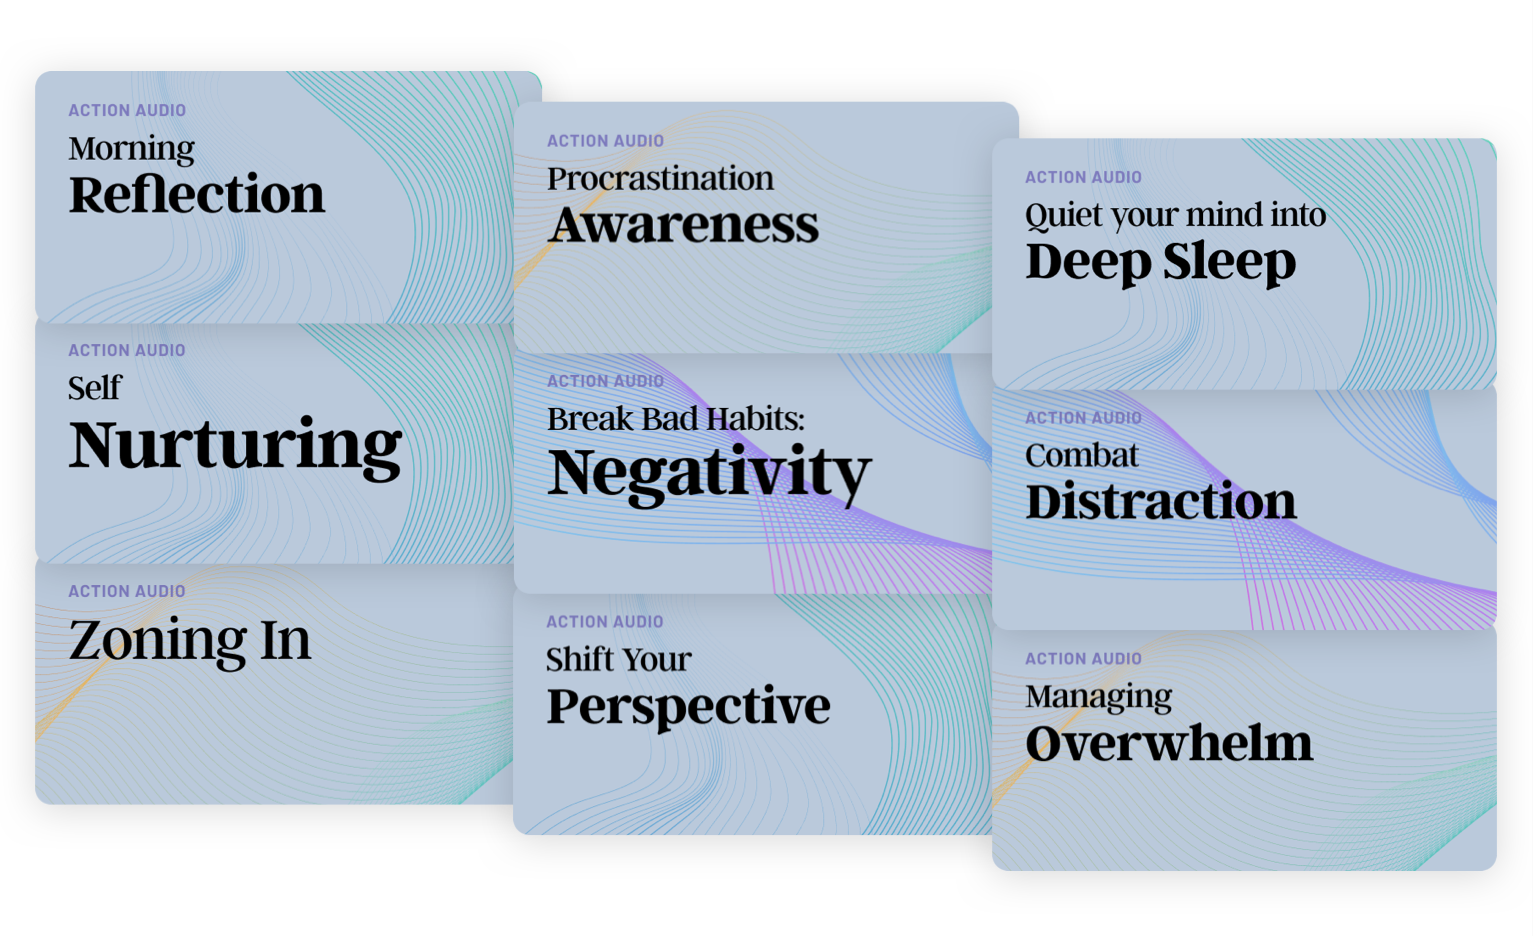 ACTION AUDIO
Morning
Reflection
ACTION AUDIO
Self
Nurturing
ACTION AUDIO
Zoning In
ACTION AUDIO
Procrastination
Awareness
ACTION AUDIO
Break Bad Habits:
Negativity
ACTION AUDIO
Shift Your
Perspective
ACTION AUDIO
Quiet your mind into
Deep Sleep
ACTION AUDIO
Combat
Distraction
ACTION AUDIO
Managing
Overwhelm